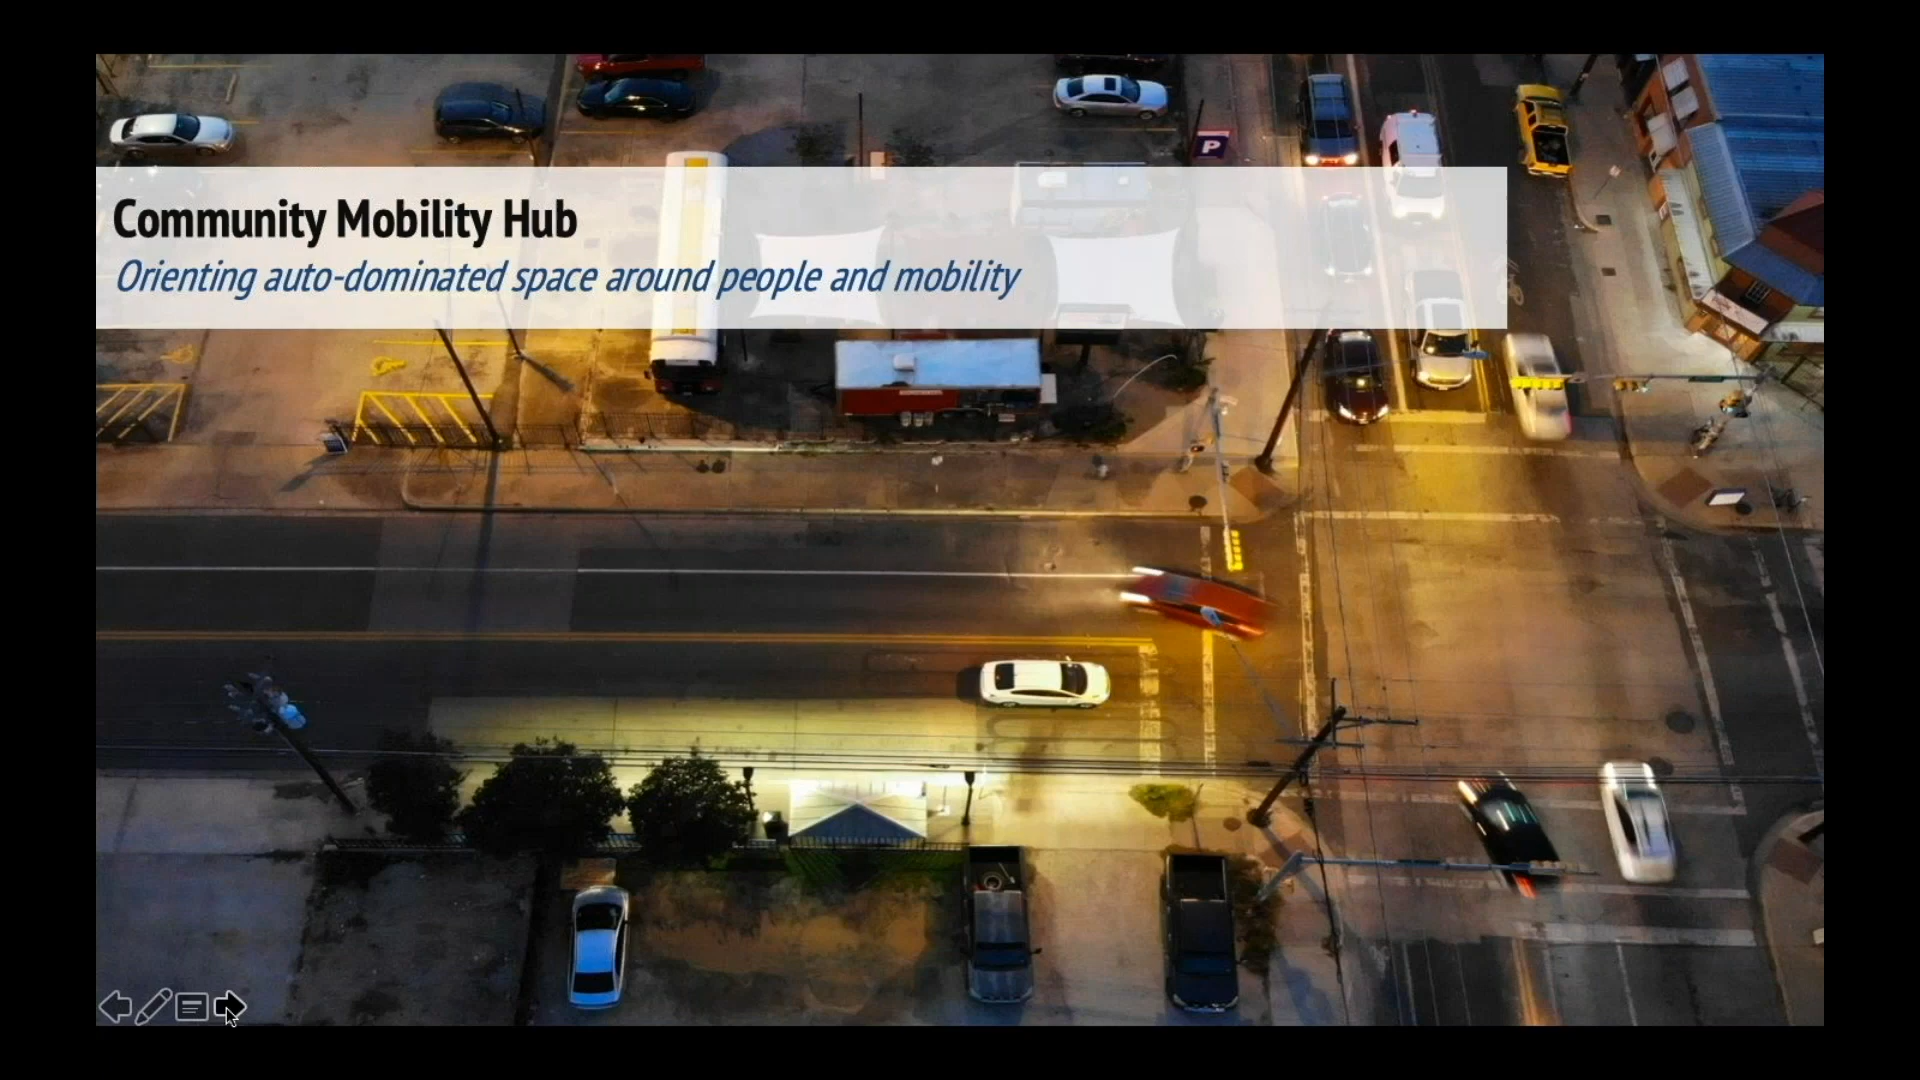 Community Mobility Hub
Orienting auto-dominated space around people and mobility
P